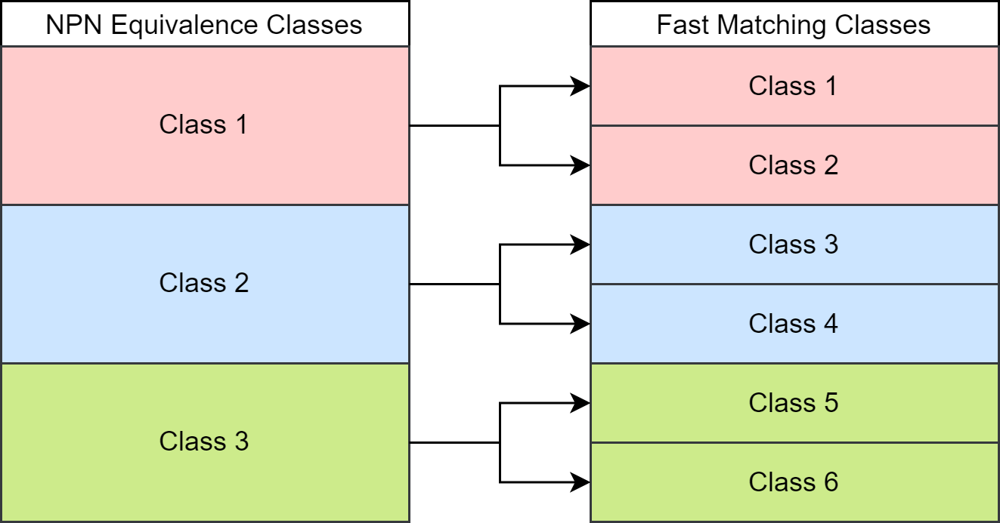 NPN Equivalence Classes
Class 1
Class 2
Class 3
Fast Matching Classes
Class 1
Class 2
Class 3
Class 4
Class 5
Class 6